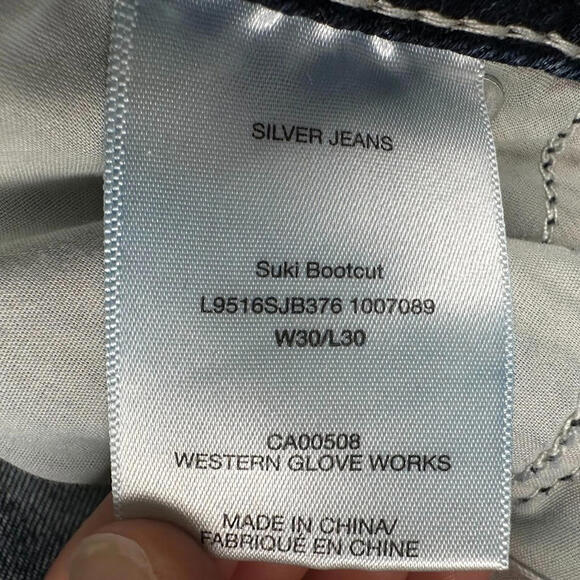 SILVER JEANS
Suki Bootcut
L9516SJB376 1007089
W30/L30
CA00508
WESTERN GLOVE WORKS
MADE IN CHINA/
FABRIQUÉ EN CHINE